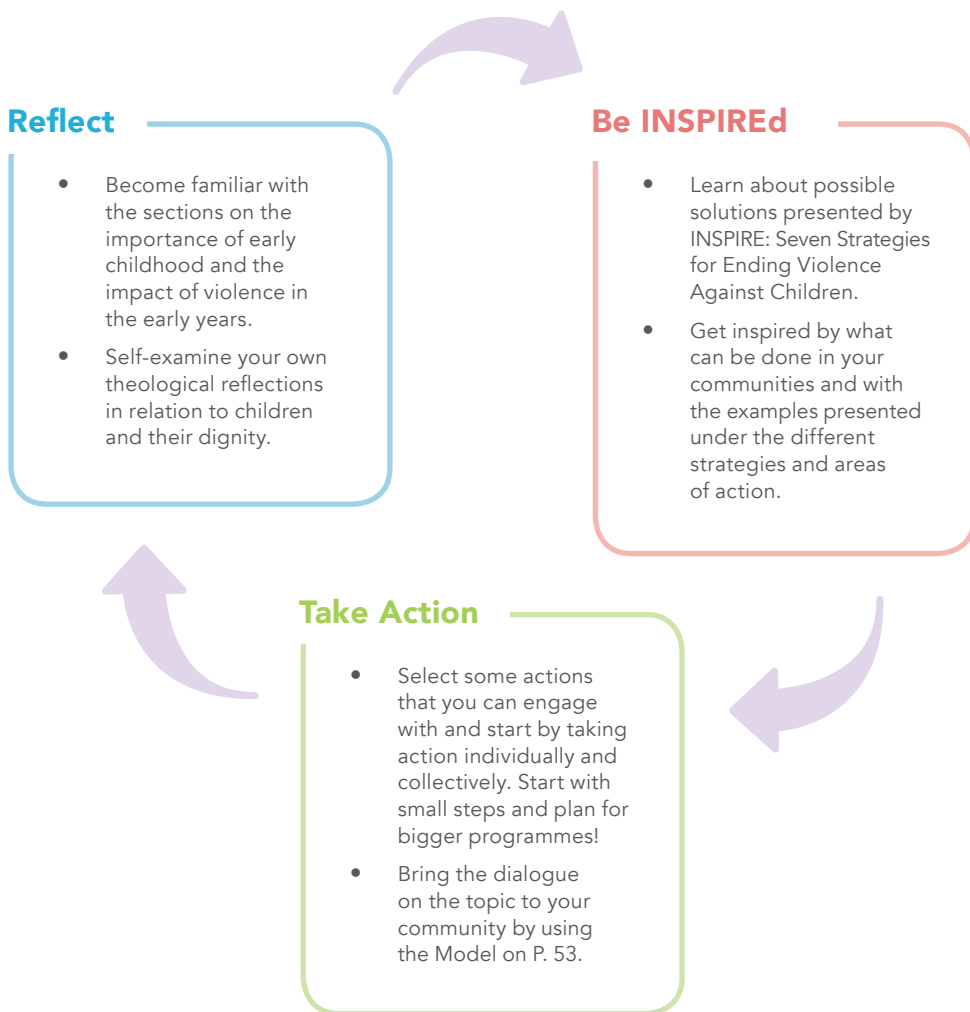 Reflect
• Become familiar with
the sections on the
importance of early
childhood and the
impact of violence in
the early years.
• Self-examine your own
theological reflections
in relation to children
and their dignity.
Be INSPIREd
• Learn about possible
solutions presented by
INSPIRE: Seven Strategies
for Ending Violence
Against Children.
• Get inspired by what
can be done in your
communities and with
the examples presented
under the different
strategies and areas
of action.
Take Action
• Select some actions
that you can engage
with and start by taking
action individually and
collectively. Start with
small steps and plan for
bigger programmes!
• Bring the dialogue
on the topic to your
community by using
the Model on P. 53.